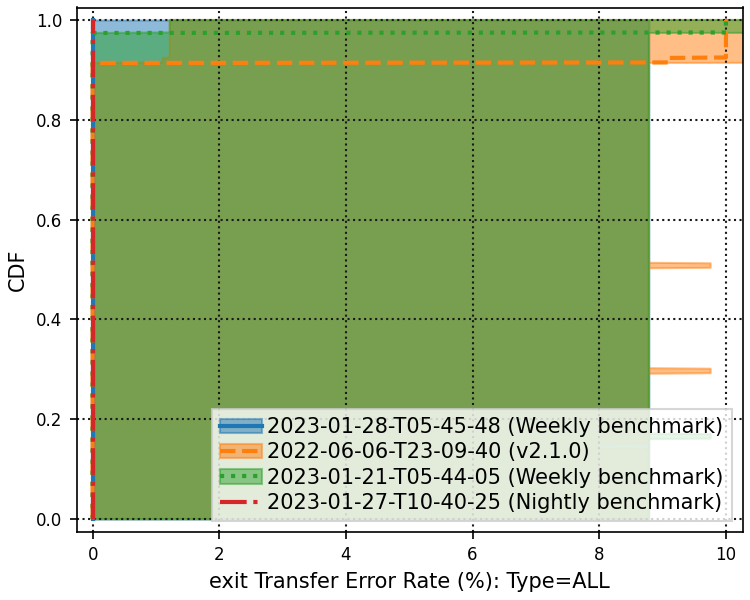 1.0
0.8
0.6
0.4
0.2
0.0
CDF
2023-01-28-T05-45-48 (Weekly benchmark)
2022-06-06-T23-09-40 (v2.1.0)
2023-01-21-T05-44-05 (Weekly benchmark)
2023-01-27-T10-40-25 (Nightly benchmark)
0 2 4 6 8 10
exit Transfer Error Rate (%): Type=ALL